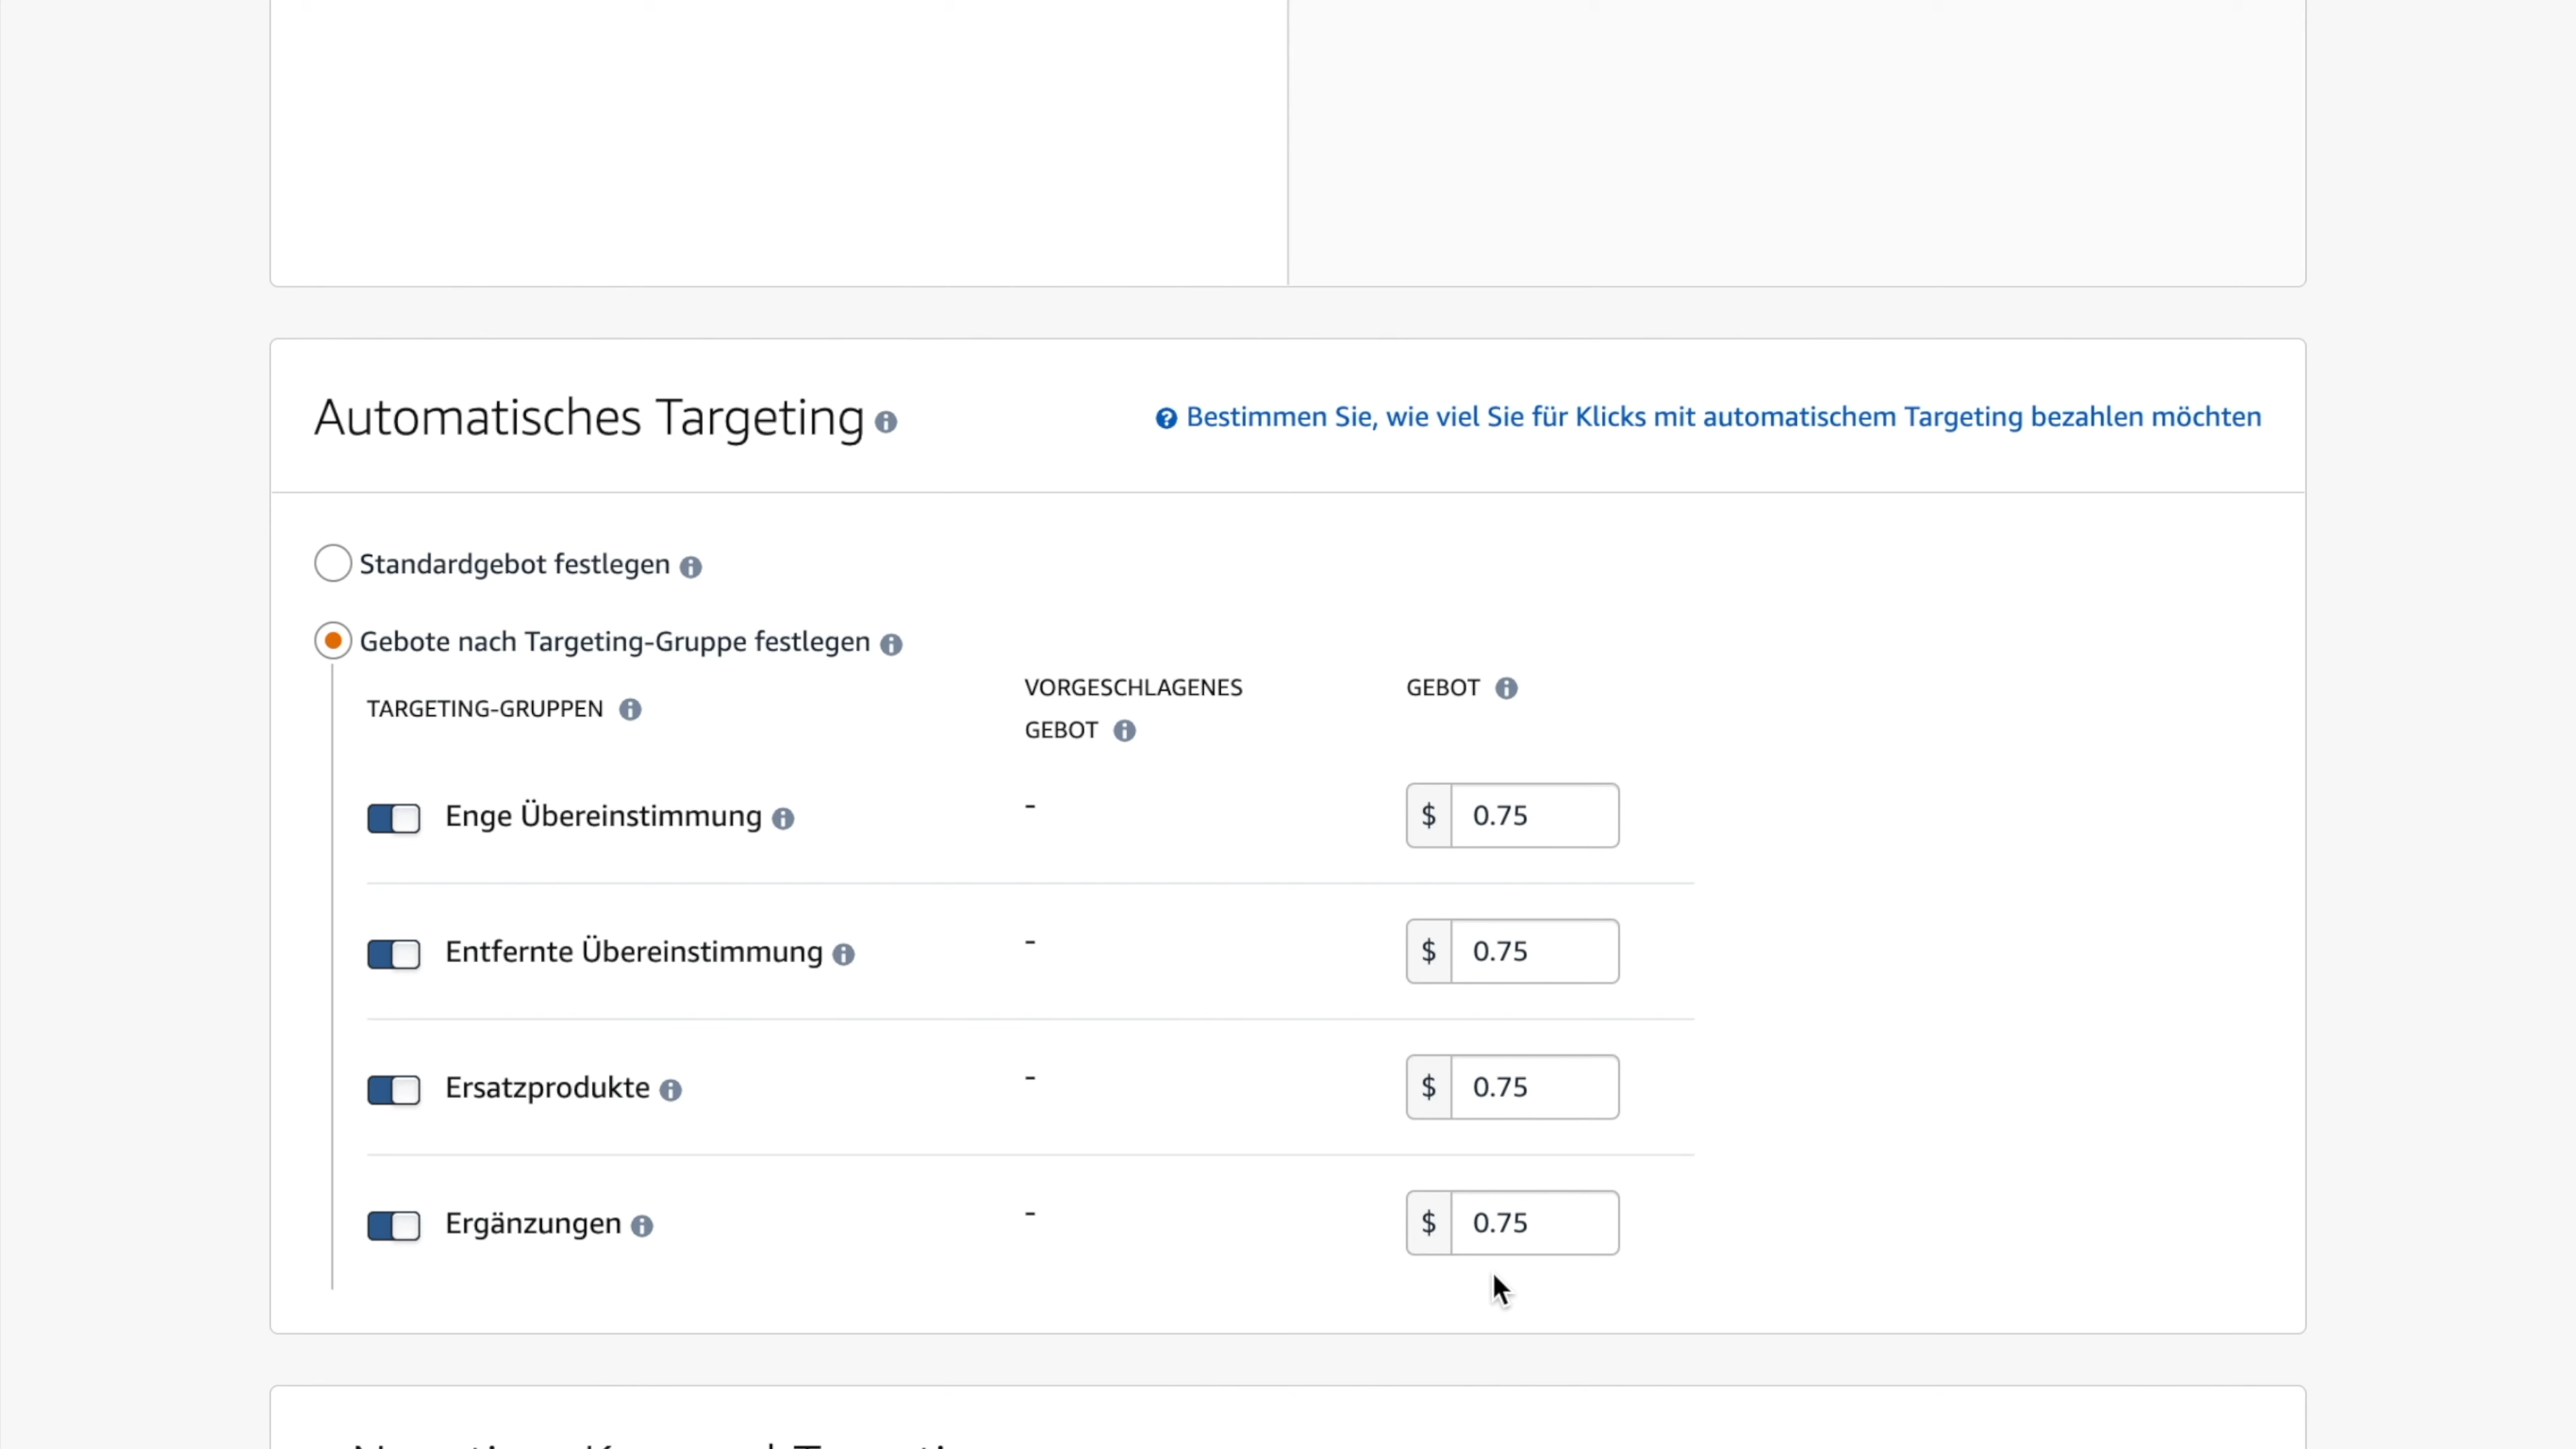 Automatisches Targeting
Bestimmen Sie, wie viel Sie für Klicks mit automatischem Targeting bezahlen möchten
Standardgebot festlegen
Gebote nach Targeting-Gruppe festlegen
TARGETING-GRUPPEN
VORGESCHLAGENES
GEBOT
GEBOT
Enge Übereinstimmung
-
$ 0.75
Entfernte Übereinstimmung
-
$ 0.75
Ersatzprodukte
-
$ 0.75
Ergänzungen
-
$ 0.75